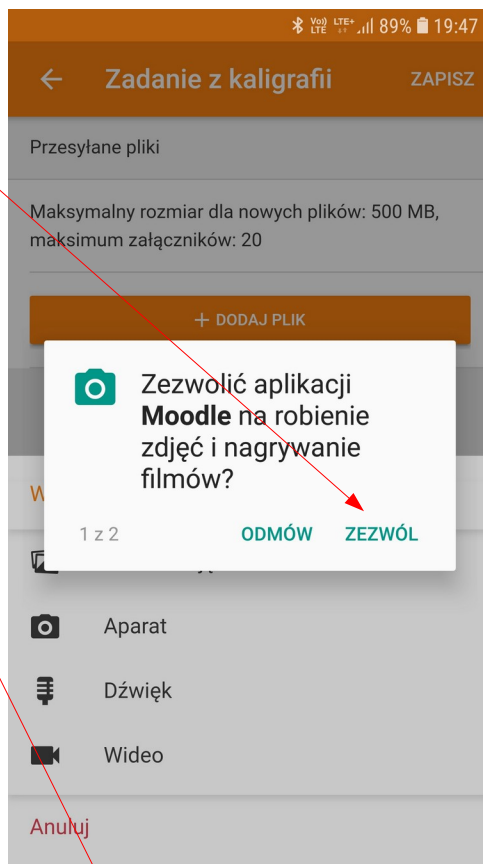 Vo)) LTE LTE+ 89% 19:47
Zadanie z kaligrafii ZAPISZ
Przesyłane pliki
Maksymalny rozmiar dla nowych plików: 500 MB,
maksimum załączników: 20
+ DODAJ PLIK
Zezwolić aplikacji
Moodle na robienie
zdjęć i nagrywanie
filmów?
1 z 2 ODMÓW ZEZWÓL
Aparat
Dźwięk
Wideo
Anuluj